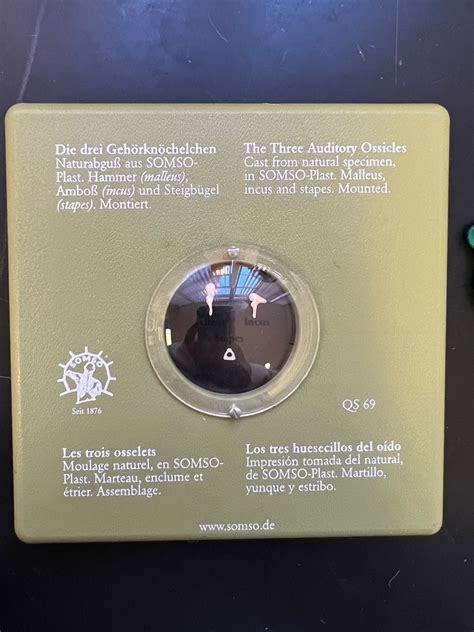 Die drei Gehörknöchelchen
Naturabguß aus SOMSO-
Plast. Hammer (malleus),
Amboß (incus) und Steigbügel
(stapes). Montiert.
The Three Auditory Ossicles
Cast from natural specimen,
in SOMSO-Plast. Malleus,
incus and stapes. Mounted.
Incus
Stapes
SOMSO
Seit 1876
QS 69
Les trois osselets
Moulage naturel, en SOMSO-
Plast. Marteau, enclume et
étrier. Assemblage.
Los tres huesecillos del oído
Impresión tomada del natural,
de SOMSO-Plast. Martillo,
yunque y estribo.
www.somso.de